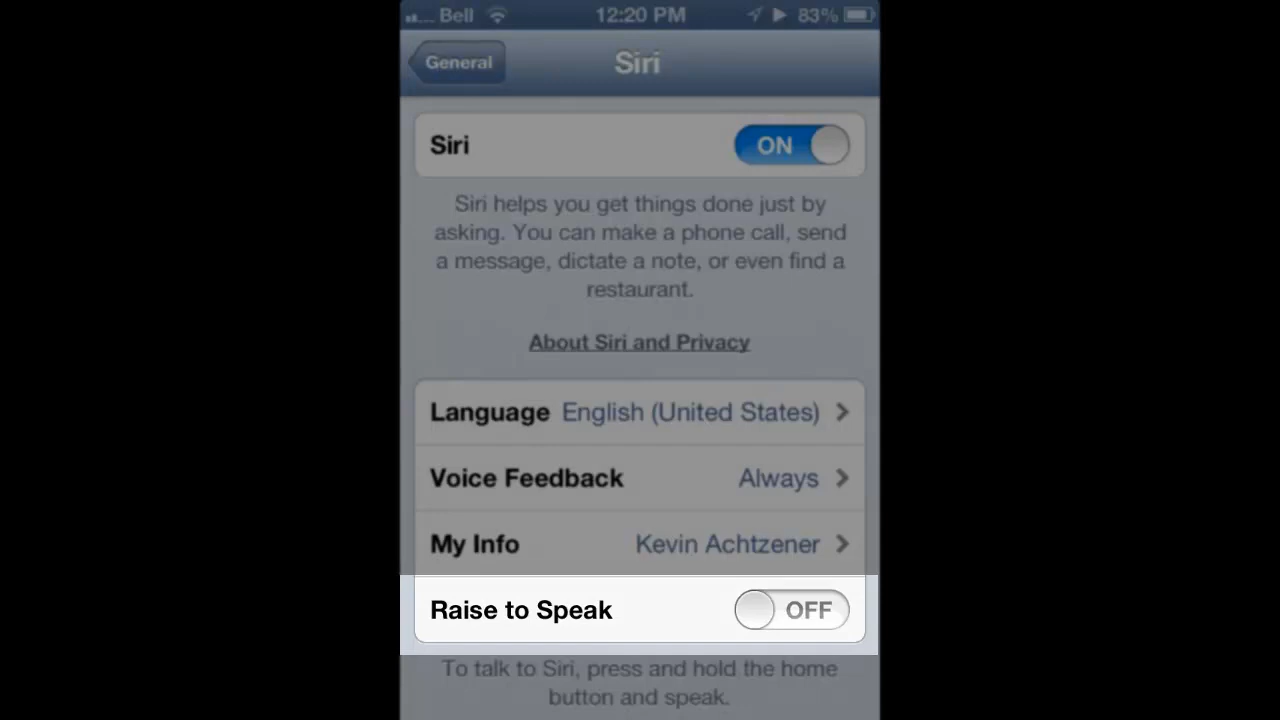 Bell 12:20 PM 83%
General Siri
Siri ON
Siri helps you get things done just by
asking. You can make a phone call, send
a message, dictate a note, or even find a
restaurant.
About Siri and Privacy
Language English (United States)
Voice Feedback Always
My Info Kevin Achtzener
Raise to Speak OFF
To talk to Siri, press and hold the home
button and speak.